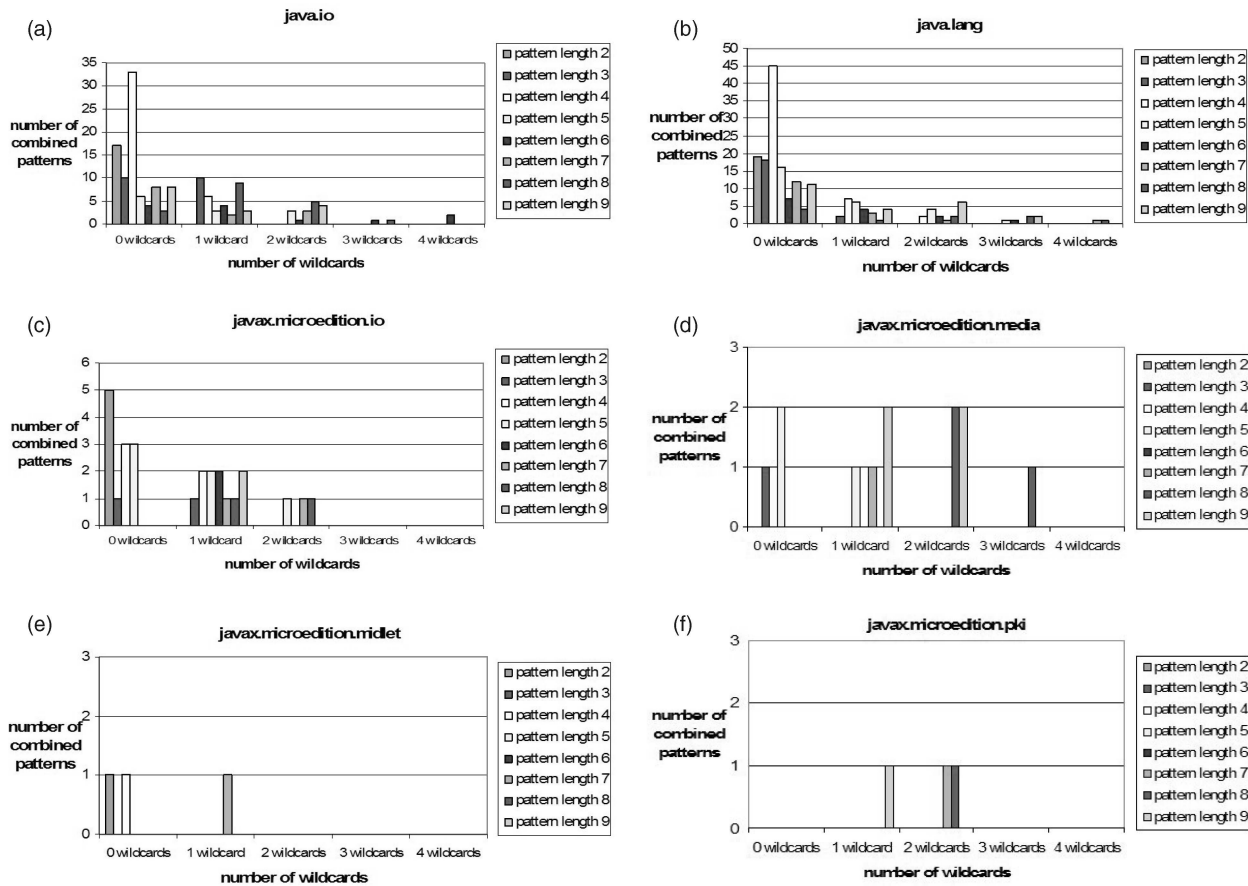 (a)
java.io
35
30
25
20
15
10
5
0
number of
combined
patterns
0 wildcards 1 wildcard 2 wildcards 3 wildcards 4 wildcards
number of wildcards
pattern length 2
pattern length 3
pattern length 4
pattern length 5
pattern length 6
pattern length 7
pattern length 8
pattern length 9
(b)
java.lang
50
45
40
35
30
25
20
15
10
5
0
number of
combined
patterns
0 wildcards 1 wildcard 2 wildcards 3 wildcards 4 wildcards
number of wildcards
pattern length 2
pattern length 3
pattern length 4
pattern length 5
pattern length 6
pattern length 7
pattern length 8
pattern length 9
(c)
javax.microedition.io
6
5
4
3
2
1
0
number of
combined
patterns
0 wildcards 1 wildcard 2 wildcards 3 wildcards 4 wildcards
number of wildcards
pattern length 2
pattern length 3
pattern length 4
pattern length 5
pattern length 6
pattern length 7
pattern length 8
pattern length 9
(d)
javax.microedition.media
3
2
1
0
number of
combined
patterns
0 wildcards 1 wildcard 2 wildcards 3 wildcards 4 wildcards
number of wildcards
pattern length 2
pattern length 3
pattern length 4
pattern length 5
pattern length 6
pattern length 7
pattern length 8
pattern length 9
(e)
javax.microedition.midlet
3
2
1
0
number of
combined
patterns
0 wildcards 1 wildcard 2 wildcards 3 wildcards 4 wildcards
number of wildcards
pattern length 2
pattern length 3
pattern length 4
pattern length 5
pattern length 6
pattern length 7
pattern length 8
pattern length 9
(f)
javax.microedition.pki
3
2
1
0
number of
combined
patterns
0 wildcards 1 wildcard 2 wildcards 3 wildcards 4 wildcards
number of wildcards
pattern length 2
pattern length 3
pattern length 4
pattern length 5
pattern length 6
pattern length 7
pattern length 8
pattern length 9